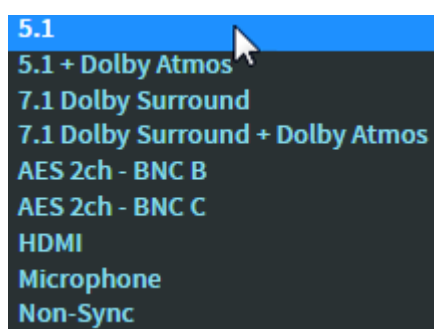 5.1
5.1 + Dolby Atmos
7.1 Dolby Surround
7.1 Dolby Surround + Dolby Atmos
AES 2ch - BNC B
AES 2ch - BNC C
HDMI
Microphone
Non-Sync